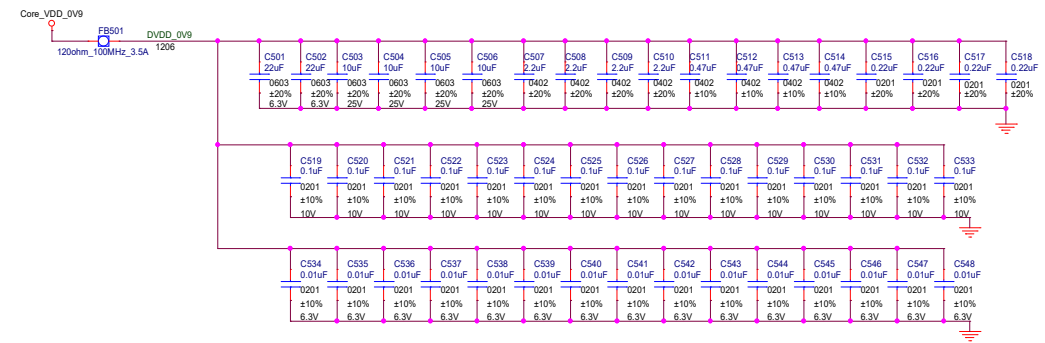 Core_VDD_0V9
FB501
DVDD_0V9
120ohm_100MHz_3.5A
1206
C501 C502 C503 C504 C505 C506 C507 C508 C509 C510 C511 C512 C513 C514 C515 C516 C517 C518
22uF 22uF 10uF 10uF 10uF 10uF 2.2uF 2.2uF 2.2uF 2.2uF 0.47uF 0.47uF 0.47uF 0.47uF 0.22uF 0.22uF 0.22uF 0.22uF
0603 0603 0603 0603 0603 0603 0402 0402 0402 0402 0402 0402 0402 0402 0201 0201 0201 0201
±20% ±20% ±20% ±20% ±20% ±20% ±20% ±20% ±20% ±20% ±10% ±10% ±10% ±10% ±20% ±20% ±20% ±20%
6.3V 6.3V 25V 25V 25V 25V
C519 C520 C521 C522 C523 C524 C525 C526 C527 C528 C529 C530 C531 C532 C533
0.1uF 0.1uF 0.1uF 0.1uF 0.1uF 0.1uF 0.1uF 0.1uF 0.1uF 0.1uF 0.1uF 0.1uF 0.1uF 0.1uF 0.1uF
0201 0201 0201 0201 0201 0201 0201 0201 0201 0201 0201 0201 0201 0201 0201
±10% ±10% ±10% ±10% ±10% ±10% ±10% ±10% ±10% ±10% ±10% ±10% ±10% ±10% ±10%
10V 10V 10V 10V 10V 10V 10V 10V 10V 10V 10V 10V 10V 10V 10V
C534 C535 C536 C537 C538 C539 C540 C541 C542 C543 C544 C545 C546 C547 C548
0.01uF 0.01uF 0.01uF 0.01uF 0.01uF 0.01uF 0.01uF 0.01uF 0.01uF 0.01uF 0.01uF 0.01uF 0.01uF 0.01uF 0.01uF
0201 0201 0201 0201 0201 0201 0201 0201 0201 0201 0201 0201 0201 0201 0201
±10% ±10% ±10% ±10% ±10% ±10% ±10% ±10% ±10% ±10% ±10% ±10% ±10% ±10% ±10%
6.3V 6.3V 6.3V 6.3V 6.3V 6.3V 6.3V 6.3V 6.3V 6.3V 6.3V 6.3V 6.3V 6.3V 6.3V